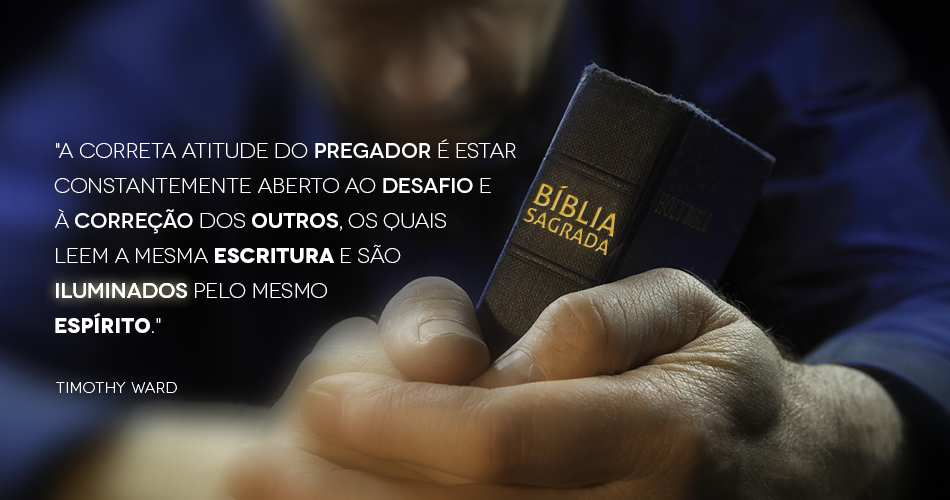 "A CORRETA ATITUDE DO PREGADOR É ESTAR
CONSTANTEMENTE ABERTO AO DESAFIO E
À CORREÇÃO DOS OUTROS, OS QUAIS
LEEM A MESMA ESCRITURA E SÃO
ILUMINADOS PELO MESMO
ESPÍRITO."
TIMOTHY WARD
BÍBLIA
SAGRADA